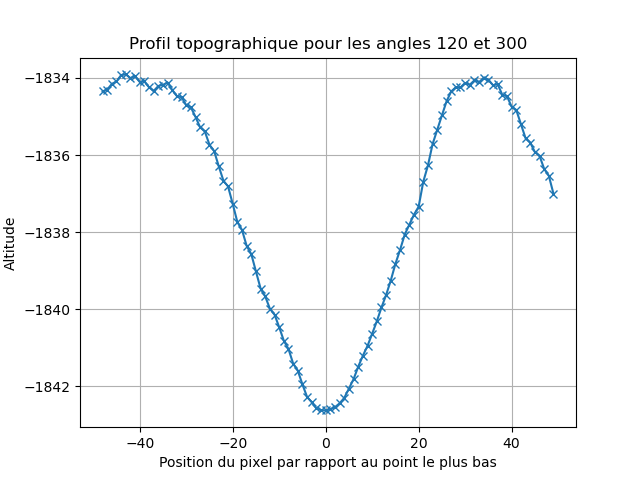 Profil topographique pour les angles 120 et 300
Altitude
−1834
−1836
−1838
−1840
−1842
−40 −20 0 20 40
Position du pixel par rapport au point le plus bas